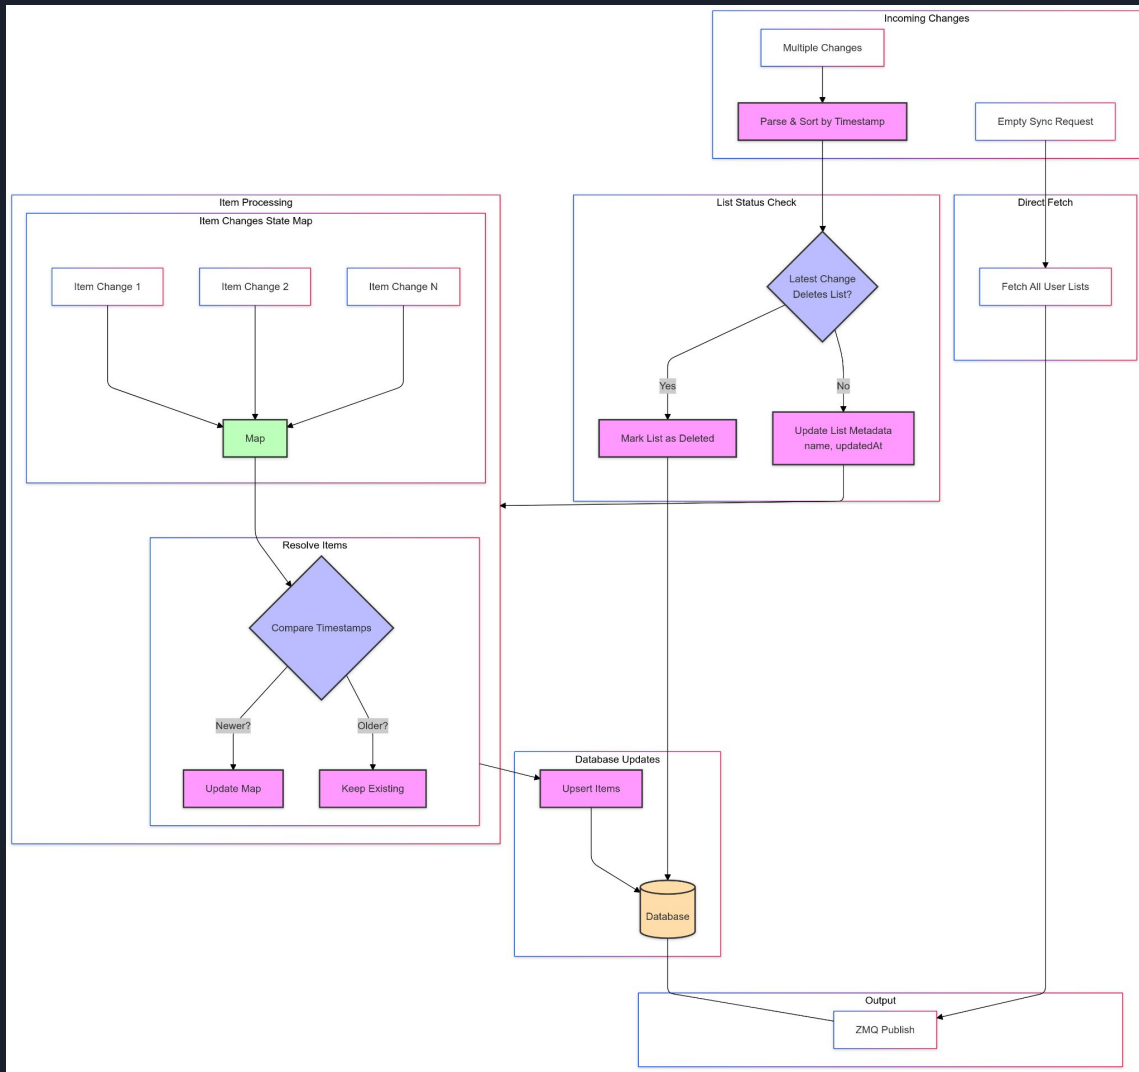 Incoming Changes
Multiple Changes
Parse & Sort by Timestamp
Empty Sync Request
Item Processing
Item Changes State Map
Item Change 1
Item Change 2
Item Change N
Map
List Status Check
Latest Change
Deletes List?
Yes
No
Mark List as Deleted
Update List Metadata
name, updatedAt
Direct Fetch
Fetch All User Lists
Resolve Items
Compare Timestamps
Newer?
Older?
Update Map
Keep Existing
Database Updates
Upsert Items
Database
Output
ZMQ Publish